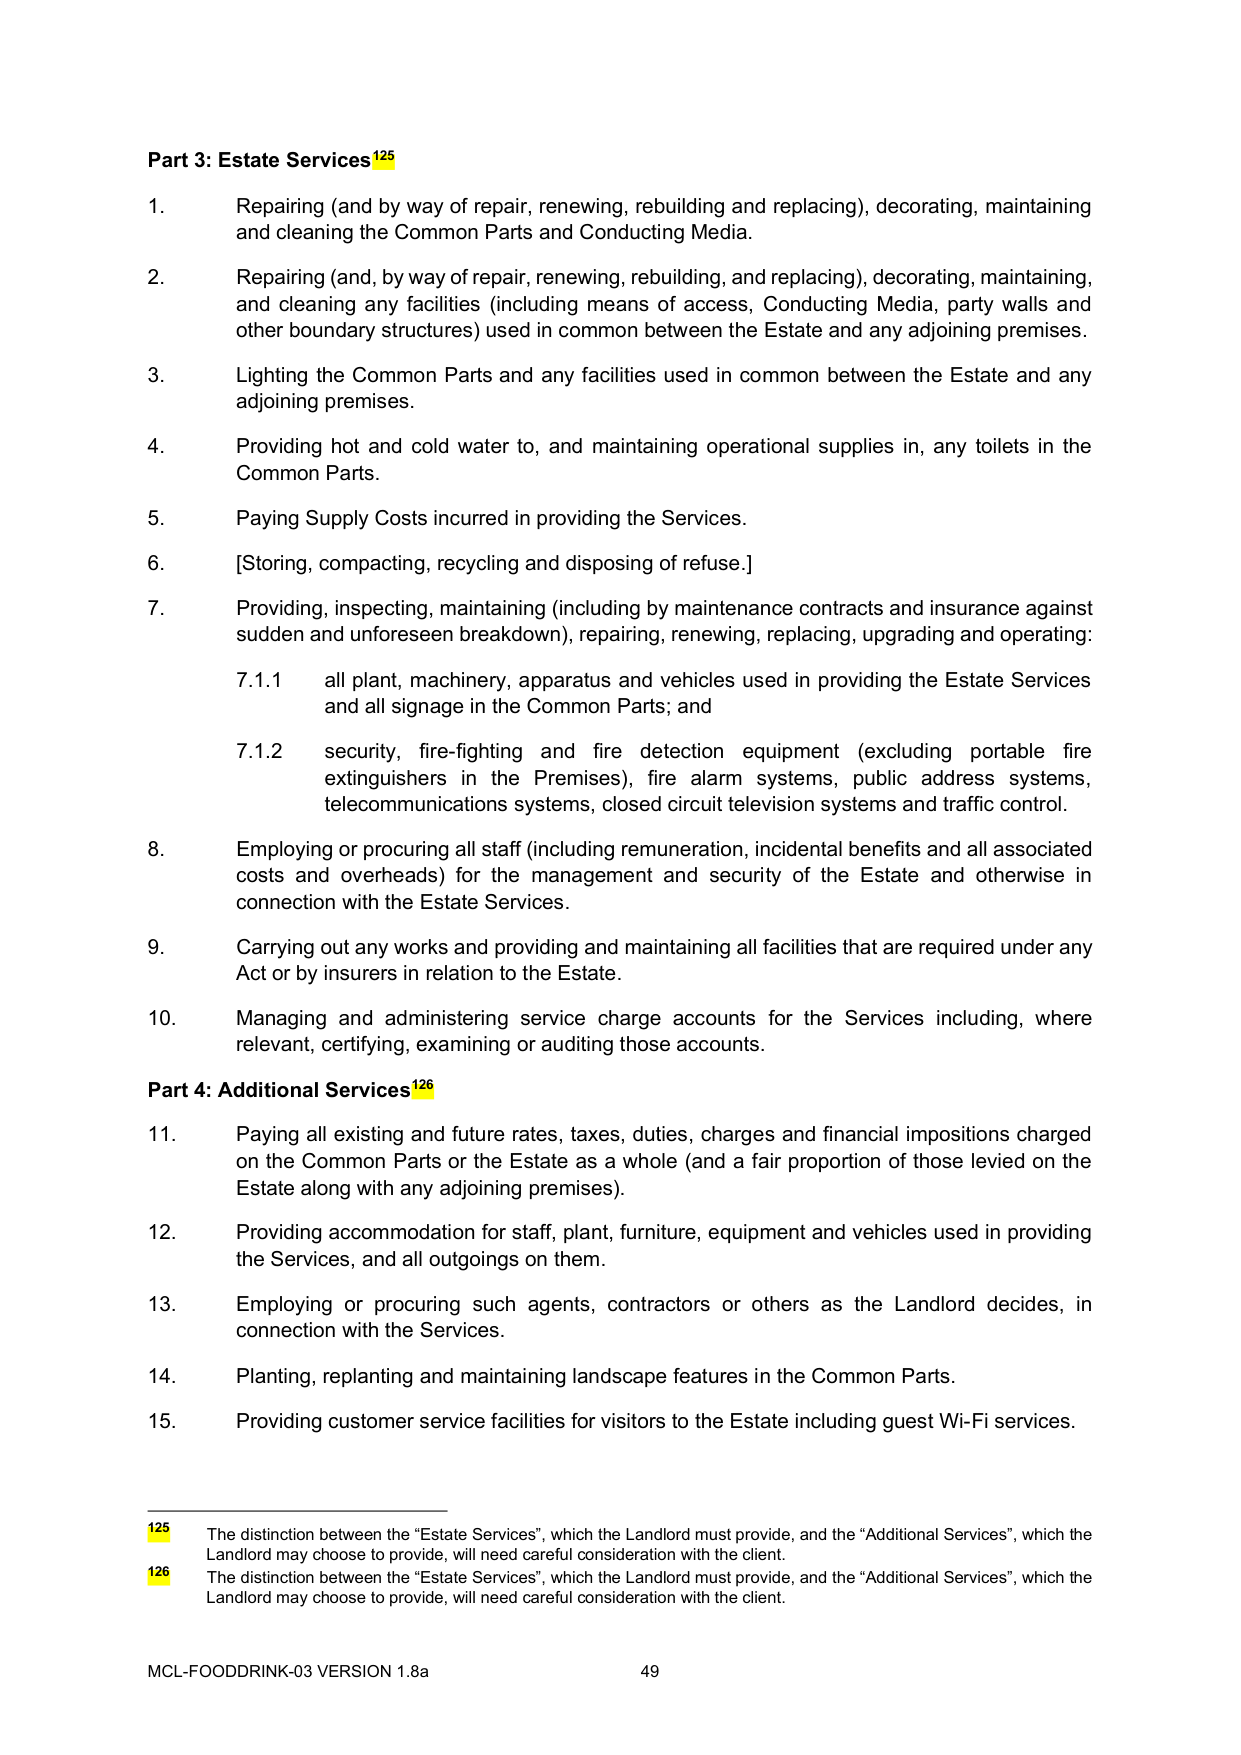 Part 3: Estate Services125
1. Repairing (and by way of repair, renewing, rebuilding and replacing), decorating, maintaining
and cleaning the Common Parts and Conducting Media.
2. Repairing (and, by way of repair, renewing, rebuilding, and replacing), decorating, maintaining,
and cleaning any facilities (including means of access, Conducting Media, party walls and
other boundary structures) used in common between the Estate and any adjoining premises.
3. Lighting the Common Parts and any facilities used in common between the Estate and any
adjoining premises.
4. Providing hot and cold water to, and maintaining operational supplies in, any toilets in the
Common Parts.
5. Paying Supply Costs incurred in providing the Services.
6. [Storing, compacting, recycling and disposing of refuse.]
7. Providing, inspecting, maintaining (including by maintenance contracts and insurance against
sudden and unforeseen breakdown), repairing, renewing, replacing, upgrading and operating:
7.1.1 all plant, machinery, apparatus and vehicles used in providing the Estate Services
and all signage in the Common Parts; and
7.1.2 security, fire-fighting and fire detection equipment (excluding portable fire
extinguishers in the Premises), fire alarm systems, public address systems,
telecommunications systems, closed circuit television systems and traffic control.
8. Employing or procuring all staff (including remuneration, incidental benefits and all associated
costs and overheads) for the management and security of the Estate and otherwise in
connection with the Estate Services.
9. Carrying out any works and providing and maintaining all facilities that are required under any
Act or by insurers in relation to the Estate.
10. Managing and administering service charge accounts for the Services including, where
relevant, certifying, examining or auditing those accounts.
Part 4: Additional Services126
11. Paying all existing and future rates, taxes, duties, charges and financial impositions charged
on the Common Parts or the Estate as a whole (and a fair proportion of those levied on the
Estate along with any adjoining premises).
12. Providing accommodation for staff, plant, furniture, equipment and vehicles used in providing
the Services, and all outgoings on them.
13. Employing or procuring such agents, contractors or others as the Landlord decides, in
connection with the Services.
14. Planting, replanting and maintaining landscape features in the Common Parts.
15. Providing customer service facilities for visitors to the Estate including guest Wi-Fi services.
125 The distinction between the “Estate Services”, which the Landlord must provide, and the “Additional Services”, which the
Landlord may choose to provide, will need careful consideration with the client.
126 The distinction between the “Estate Services”, which the Landlord must provide, and the “Additional Services”, which the
Landlord may choose to provide, will need careful consideration with the client.
MCL-FOODDRINK-03 VERSION 1.8a 49